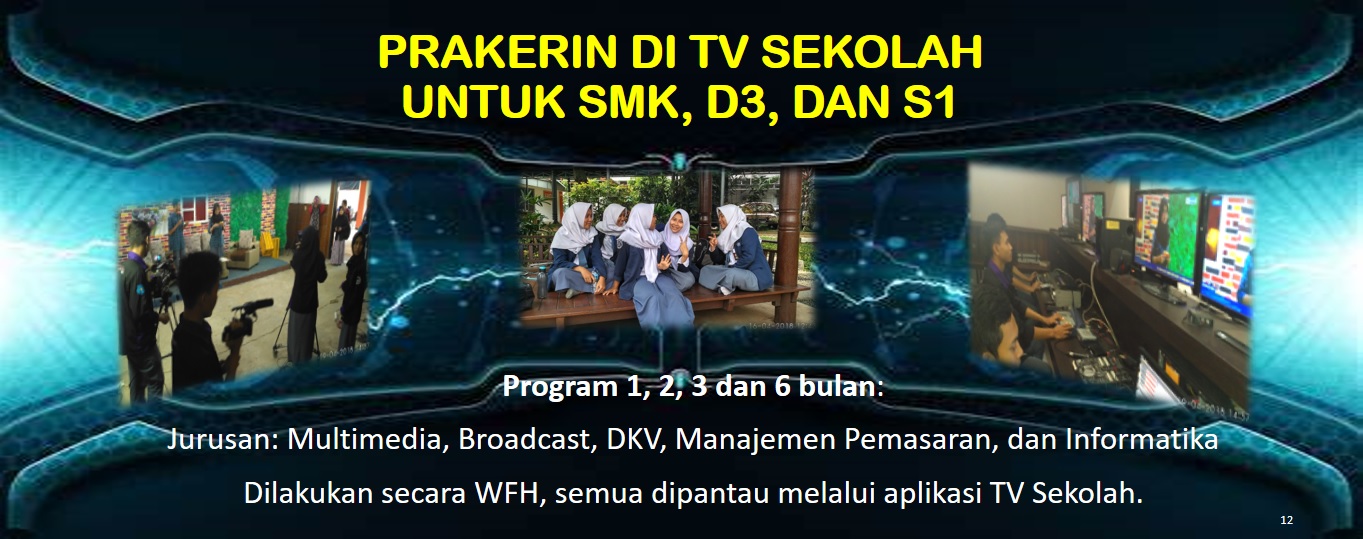 PRAKERIN DI TV SEKOLAH
UNTUK SMK, D3, DAN S1
Program 1, 2, 3 dan 6 bulan:
Jurusan: Multimedia, Broadcast, DKV, Manajemen Pemasaran, dan Informatika
Dilakukan secara WFH, semua dipantau melalui aplikasi TV Sekolah.
12